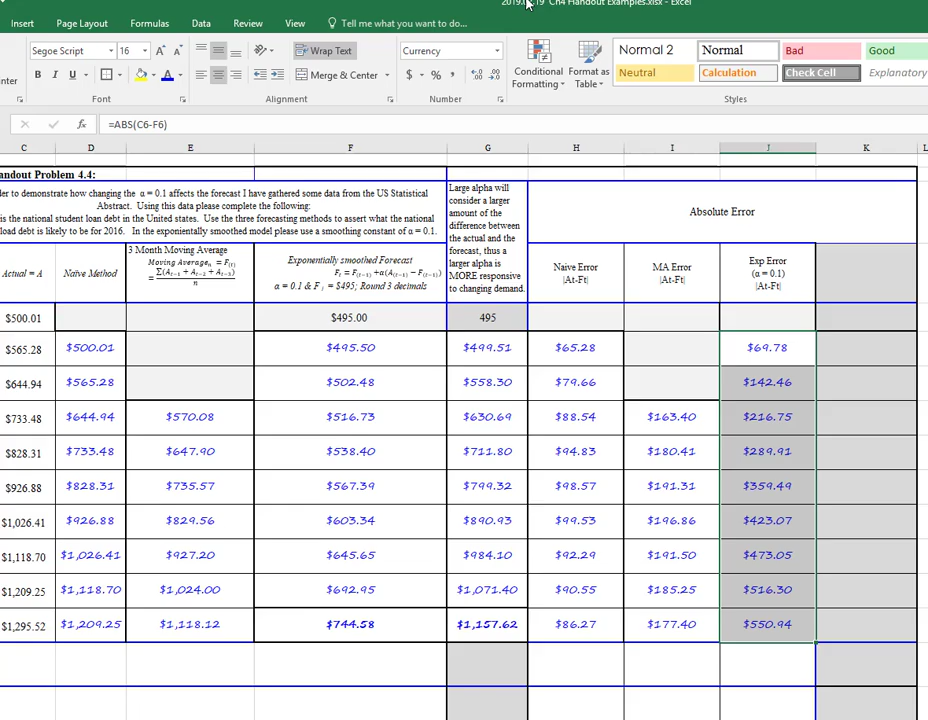 Ch4 Handout Examples.xlsx - Excel
Insert Page Layout Formulas Data Review View Tell me what you want to do...
Segoe Script 16 A A Wrap Text Currency Normal 2 Normal Bad Good
B I U A Merge & Center $ % , Conditional Formatting Format as Table Neutral Calculation Check Cell Explanatory
Font Alignment Number Styles
fx =ABS(C6-F6)
C D E F G H I J K L
andout Problem 4.4:
der to demonstrate how changing the α = 0.1 affects the forecast I have gathered some data from the US Statistical
Abstract. Using this data please complete the following:
is the national student loan debt in the United states. Use the three forecasting methods to assert what the national
load debt is likely to be for 2016. In the exponentially smoothed model please use a smoothing constant of α = 0.1.
Large alpha will
consider a larger
amount of the
difference between
the actual and the
forecast, thus a
larger alpha is
MORE responsive
to changing demand.
Absolute Error
Actual = A
Naïve Method
3 Month Moving Average
Moving Averageₙ = F(t)
= Σ(At−1 + At−2 + At−3)
n
Exponentially smoothed Forecast
Ft = F(t−1) +α(A(t−1) − F(t−1))
α = 0.1 & F 1 = $495; Round 3 decimals
Naive Error
|At-Ft|
MA Error
|At-Ft|
Exp Error
(α = 0.1)
|At-Ft|
$500.01 $495.00 495
$565.28 $500.01 $495.50 $499.51 $65.28 $69.78
$644.94 $565.28 $502.48 $558.30 $79.66 $142.46
$733.48 $644.94 $570.08 $516.73 $630.69 $88.54 $163.40 $216.75
$828.31 $733.48 $647.90 $538.40 $711.80 $94.83 $180.41 $289.91
$926.88 $828.31 $735.57 $567.39 $799.32 $98.57 $191.31 $359.49
$1,026.41 $926.88 $829.56 $603.34 $890.93 $99.53 $196.86 $423.07
$1,118.70 $1,026.41 $927.20 $645.65 $984.10 $92.29 $191.50 $473.05
$1,209.25 $1,118.70 $1,024.00 $692.95 $1,071.40 $90.55 $185.25 $516.30
$1,295.52 $1,209.25 $1,118.12 $744.58 $1,157.62 $86.27 $177.40 $550.94